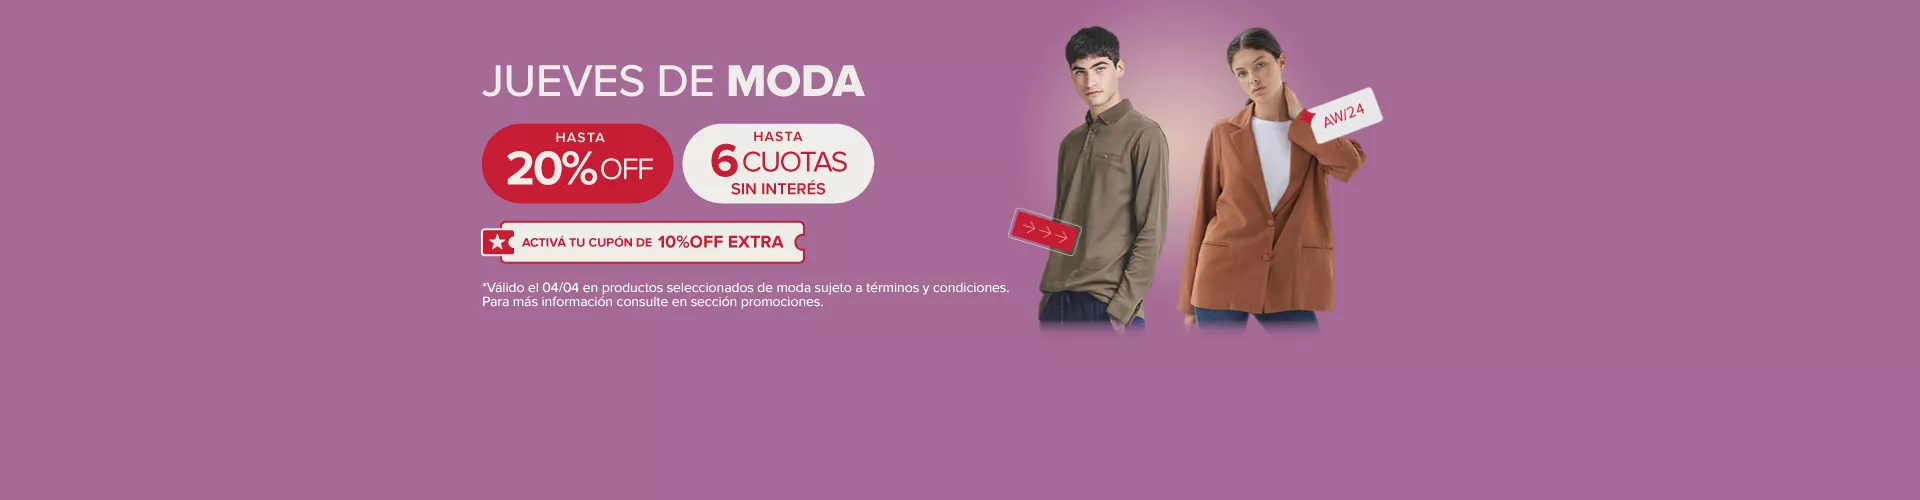 JUEVES DE MODA
HASTA
20% OFF
HASTA
6 CUOTAS
SIN INTERÉS
ACTIVÁ TU CUPÓN DE 10%OFF EXTRA
*Válido el 04/04 en productos seleccionados de moda sujeto a términos y condiciones.
Para más información consulte en sección promociones.
AW/24